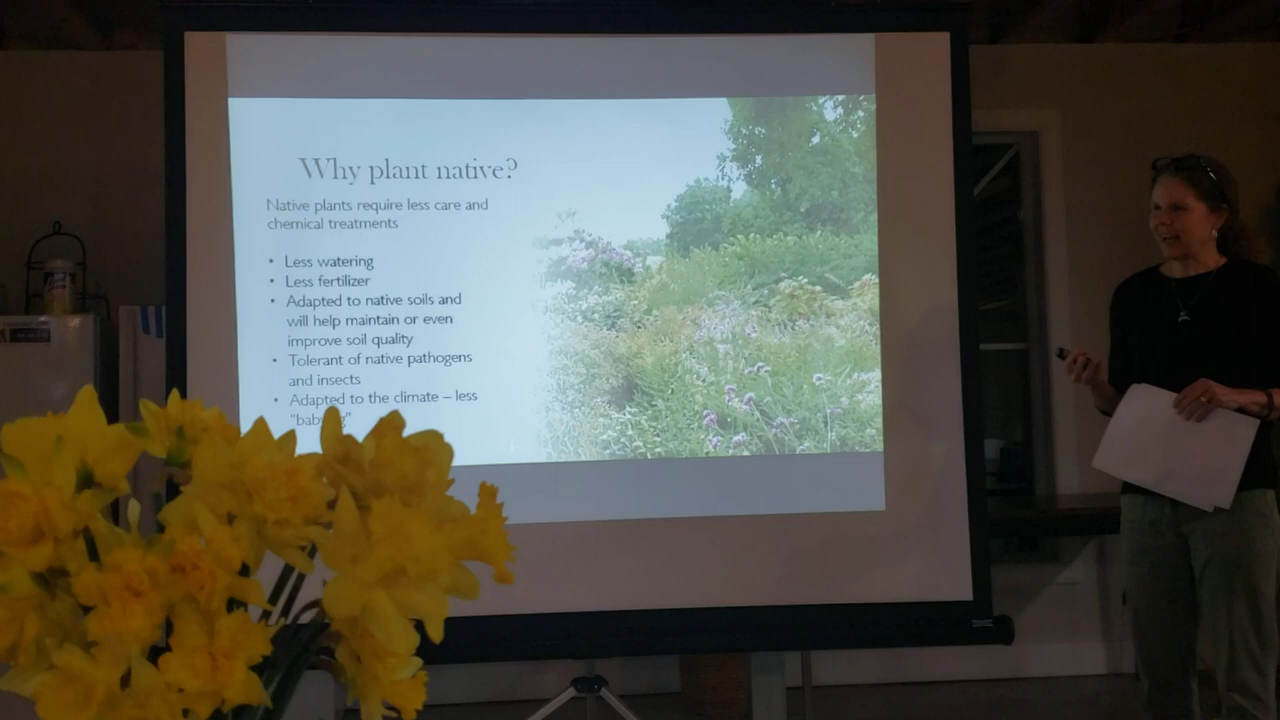 Why plant native?
Native plants require less care and
chemical treatments
• Less watering
• Less fertilizer
• Adapted to native soils and
will help maintain or even
improve soil quality
• Tolerant of native pathogens
and insects
• Adapted to the climate – less